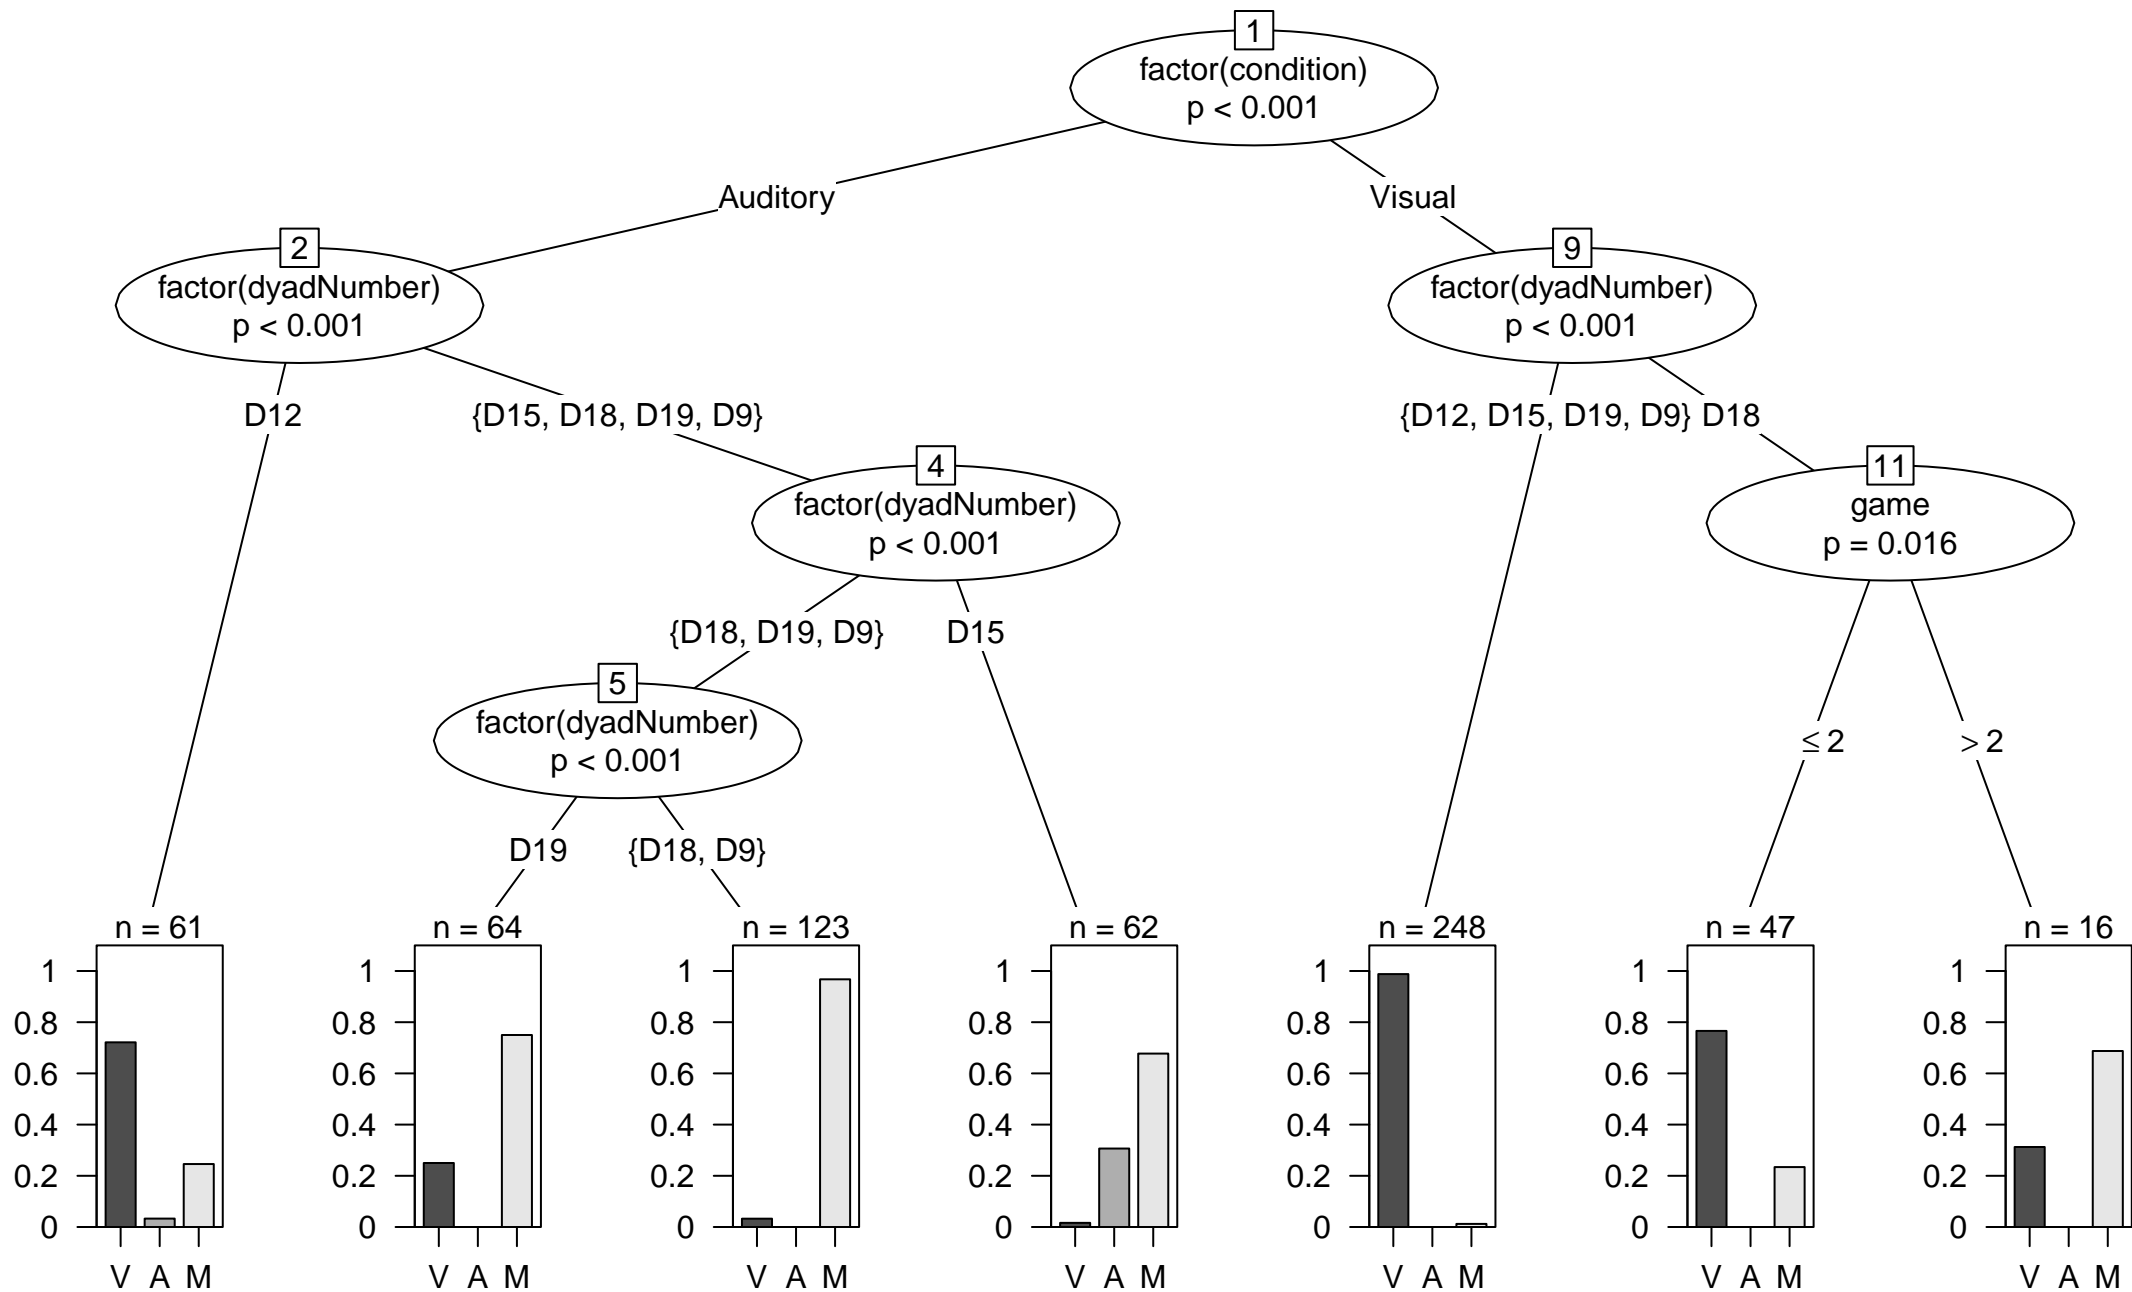 1
factor(condition)
p < 0.001
Auditory
Visual
2
factor(dyadNumber)
p < 0.001
9
factor(dyadNumber)
p < 0.001
D12
{D15, D18, D19, D9}
{D12, D15, D19, D9}
D18
4
factor(dyadNumber)
p < 0.001
11
game
p = 0.016
{D18, D19, D9}
D15
5
factor(dyadNumber)
p < 0.001
≤ 2
> 2
D19
{D18, D9}
n = 61
1
0.8
0.6
0.4
0.2
0
V A M
n = 64
1
0.8
0.6
0.4
0.2
0
V A M
n = 123
1
0.8
0.6
0.4
0.2
0
V A M
n = 62
1
0.8
0.6
0.4
0.2
0
V A M
n = 248
1
0.8
0.6
0.4
0.2
0
V A M
n = 47
1
0.8
0.6
0.4
0.2
0
V A M
n = 16
1
0.8
0.6
0.4
0.2
0
V A M